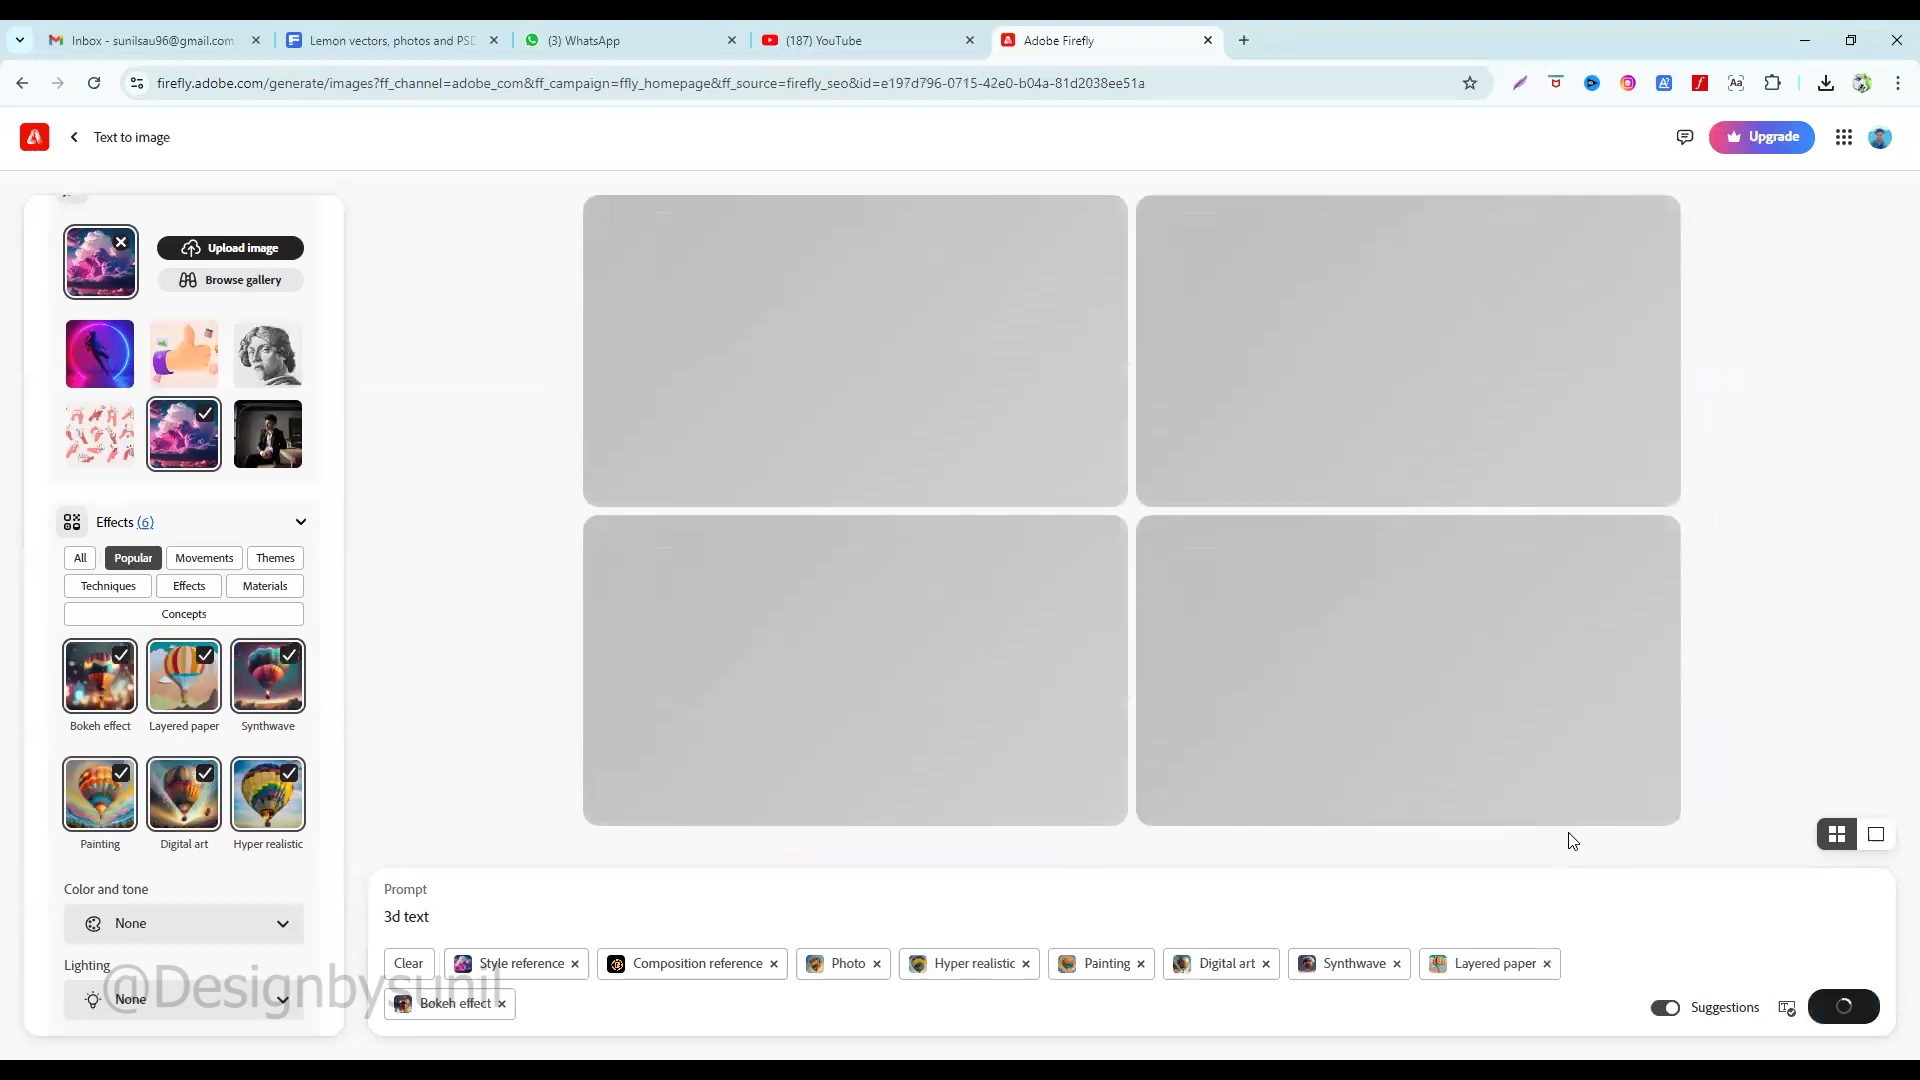 Inbox - sunilsau96@gmail.com
Lemon vectors, photos and PSD
(3) WhatsApp
(187) YouTube
Adobe Firefly
firefly.adobe.com/generate/images?ff_channel=adobe_com&ff_campaign=ffly_homepage&ff_source=firefly_seo&id=e197d796-0715-42e0-b04a-81d2038ee51a
Text to image
Upgrade
Upload image
Browse gallery
Effects (6)
All Popular Movements Themes
Techniques Effects Materials
Concepts
Bokeh effect Layered paper Synthwave
Painting Digital art Hyper realistic
Color and tone
None
Lighting
None
Prompt
3d text
Clear Style reference Composition reference Photo Hyper realistic Painting Digital art Synthwave Layered paper
Bokeh effect
Suggestions
@Designbysunil